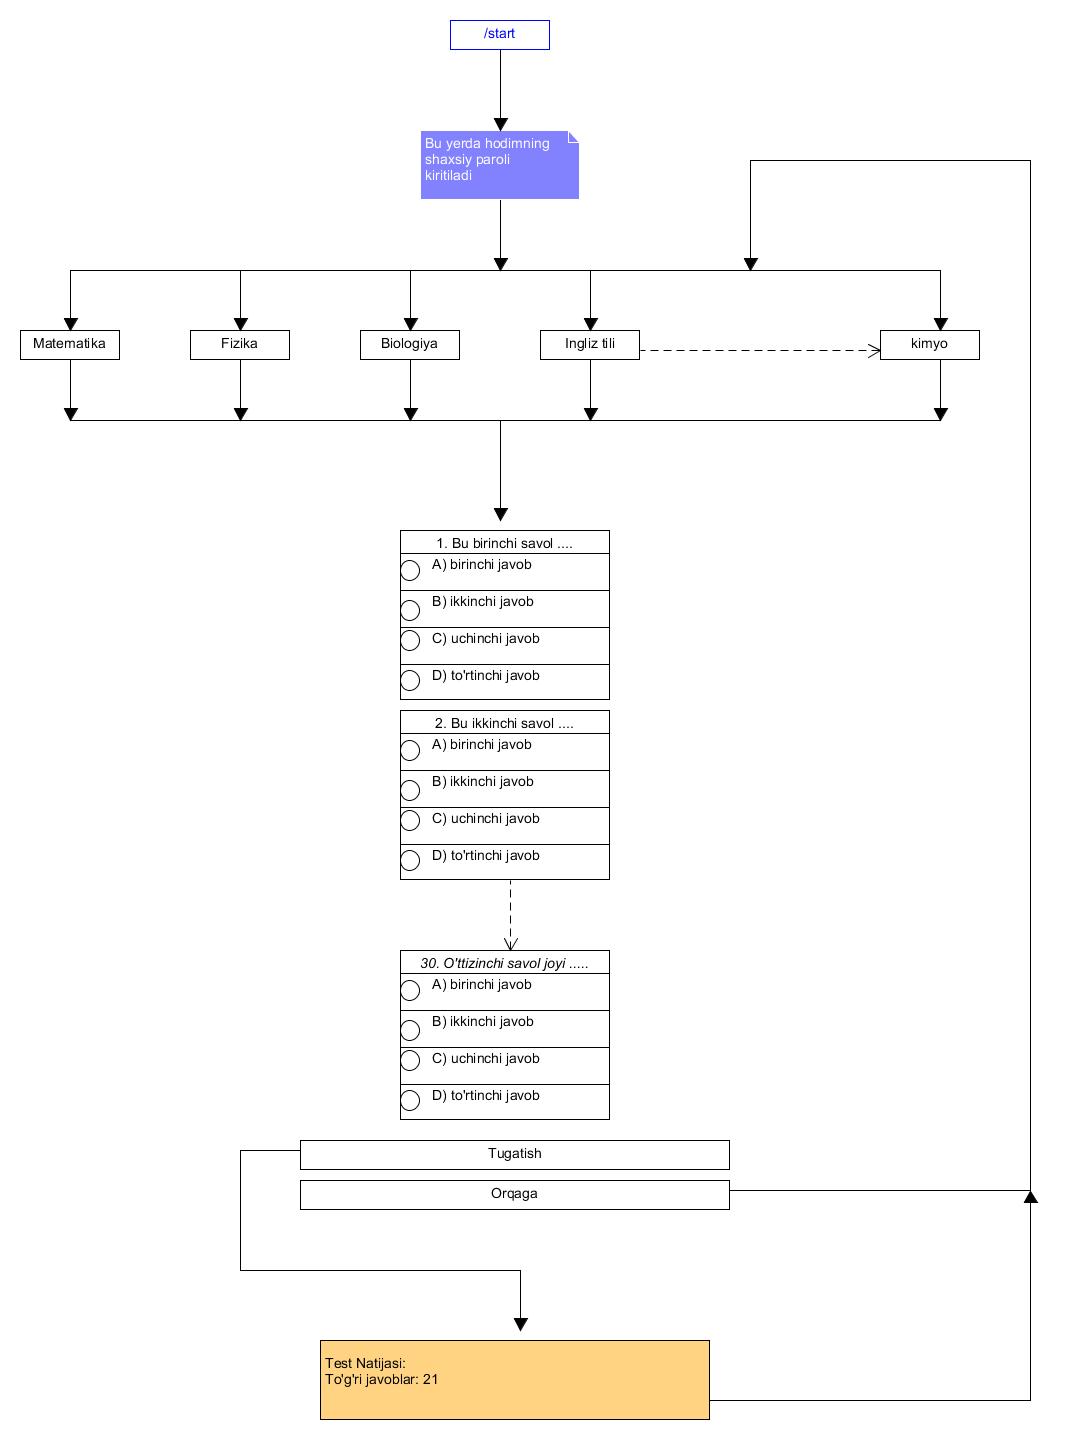 /start
Bu yerda hodimning
shaxsiy paroli
kiritiladi
Matematika
Fizika
Biologiya
Ingliz tili
kimyo
1. Bu birinchi savol ....
A) birinchi javob
B) ikkinchi javob
C) uchinchi javob
D) to'rtinchi javob
2. Bu ikkinchi savol ....
A) birinchi javob
B) ikkinchi javob
C) uchinchi javob
D) to'rtinchi javob
30. O'ttizinchi savol joyi .....
A) birinchi javob
B) ikkinchi javob
C) uchinchi javob
D) to'rtinchi javob
Tugatish
Orqaga
Test Natijasi:
To'g'ri javoblar: 21